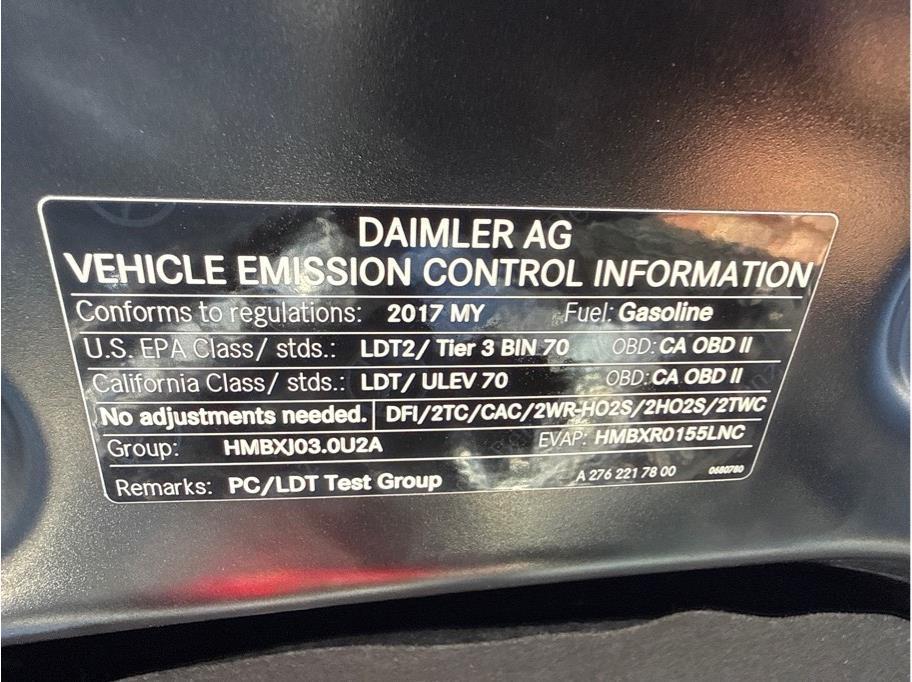 DAIMLER AG
VEHICLE EMISSION CONTROL INFORMATION
Conforms to regulations: 2017 MY Fuel: Gasoline
U.S. EPA Class/ stds.: LDT2/ Tier 3 BIN 70 OBD: CA OBD II
California Class/ stds.: LDT/ ULEV 70 OBD: CA OBD II
No adjustments needed. DFI/2TC/CAC/2WR-HO2S/2HO2S/2TWC
Group: HMBXJ03.0U2A EVAP: HMBXR0155LNC
Remarks: PC/LDT Test Group A 276 221 78 00 0680780